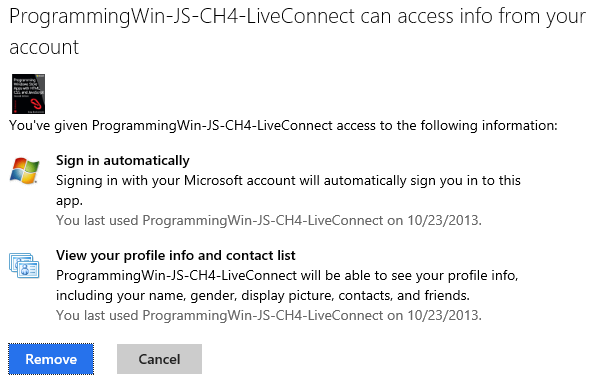 ProgrammingWin-JS-CH4-LiveConnect can access info from your
account
You've given ProgrammingWin-JS-CH4-LiveConnect access to the following information:
Sign in automatically
Signing in with your Microsoft account will automatically sign you in to this
app.
You last used ProgrammingWin-JS-CH4-LiveConnect on 10/23/2013.
View your profile info and contact list
ProgrammingWin-JS-CH4-LiveConnect will be able to see your profile info,
including your name, gender, display picture, contacts, and friends.
You last used ProgrammingWin-JS-CH4-LiveConnect on 10/23/2013.
Remove
Cancel